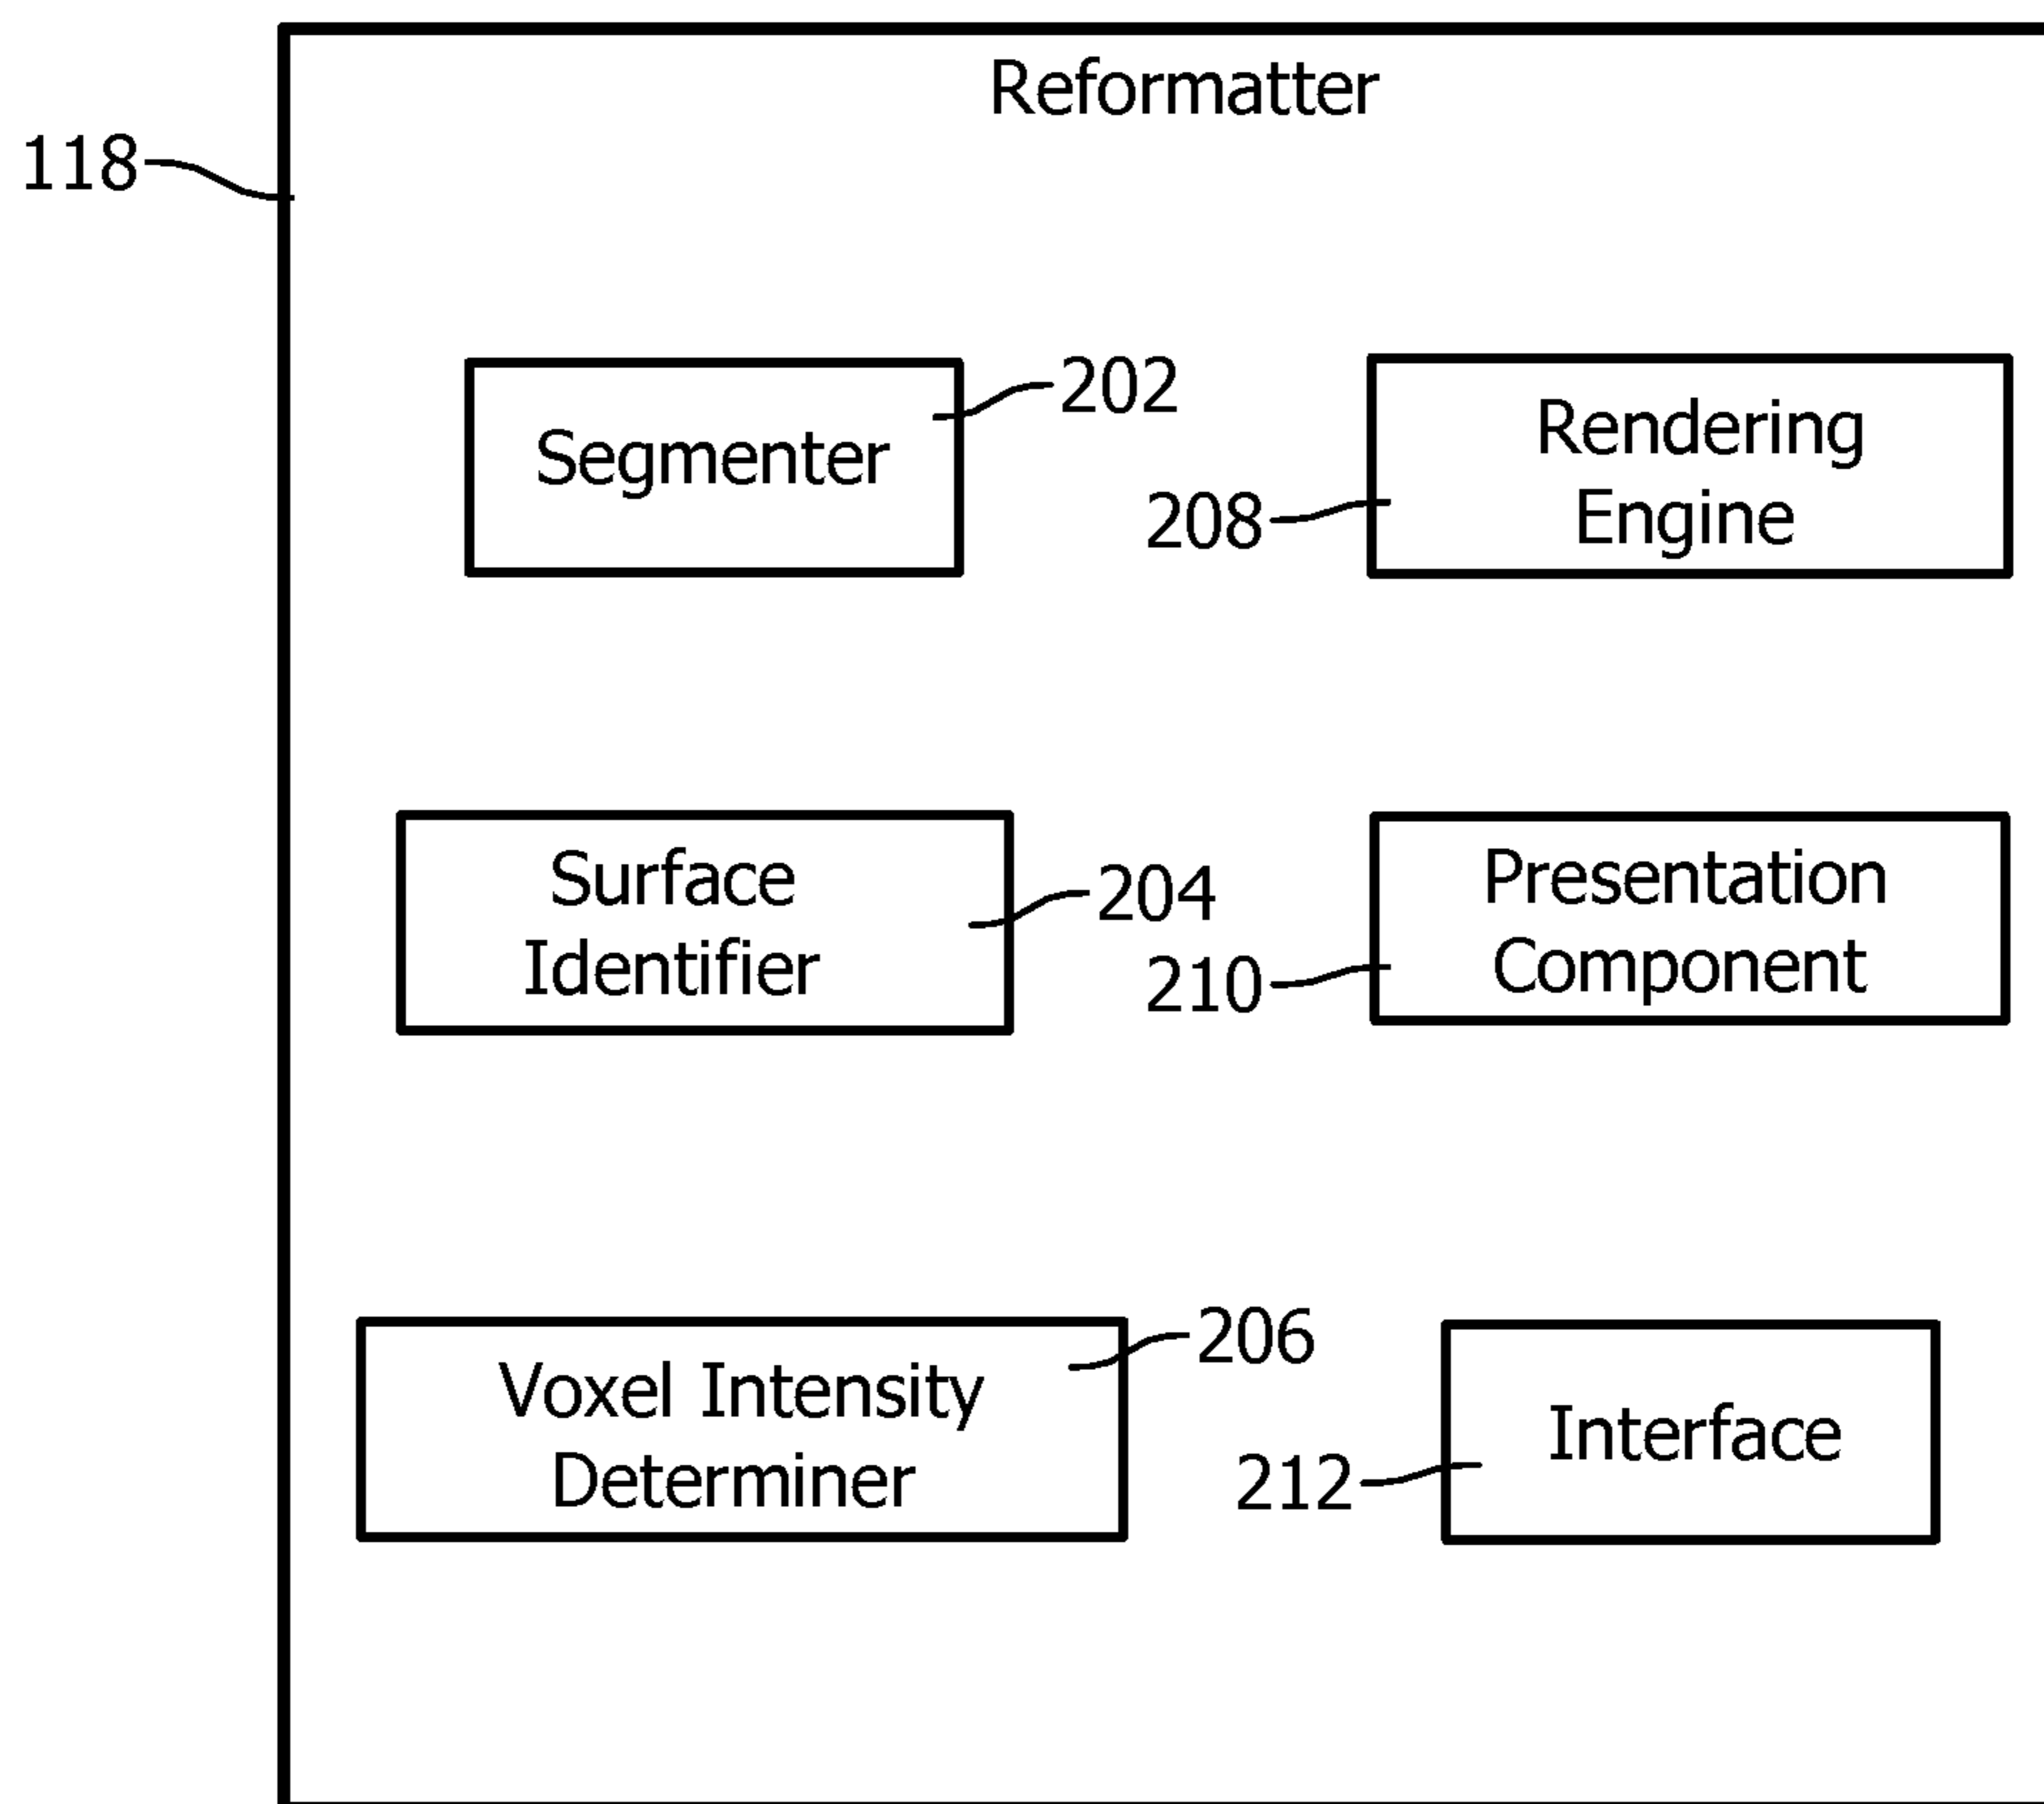 Reformatter
118
Segmenter
202
Rendering
Engine
208
Surface
Identifier
204
Presentation
Component
210
Voxel Intensity
Determiner
206
Interface
212